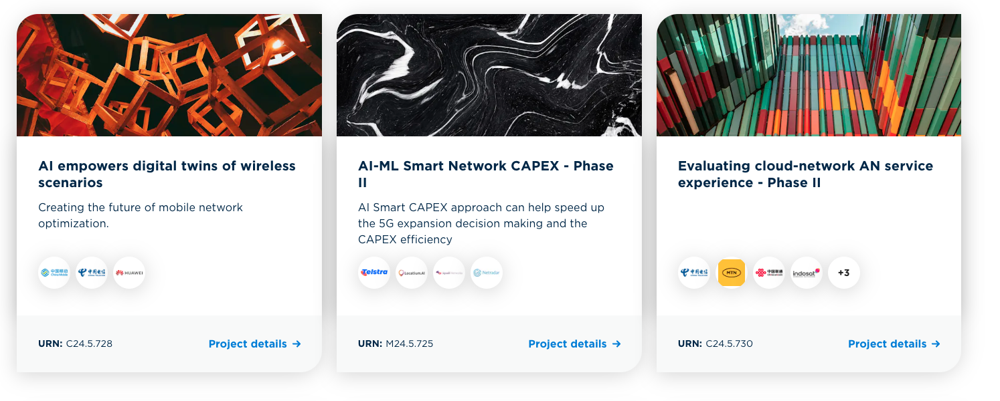 AI empowers digital twins of wireless
scenarios
Creating the future of mobile network
optimization.
中国移动
China Mobile
中国电信
CHINA TELECOM
HUAWEI
URN: C24.5.728
Project details →
AI-ML Smart Network CAPEX - Phase
II
AI Smart CAPEX approach can help speed up
the 5G expansion decision making and the
CAPEX efficiency
Telstra
Locatium.AI
Netradar
URN: M24.5.725
Project details →
Evaluating cloud-network AN service
experience - Phase II
中国电信
CHINA TELECOM
MTN
中国联通
indosat
+3
URN: C24.5.730
Project details →